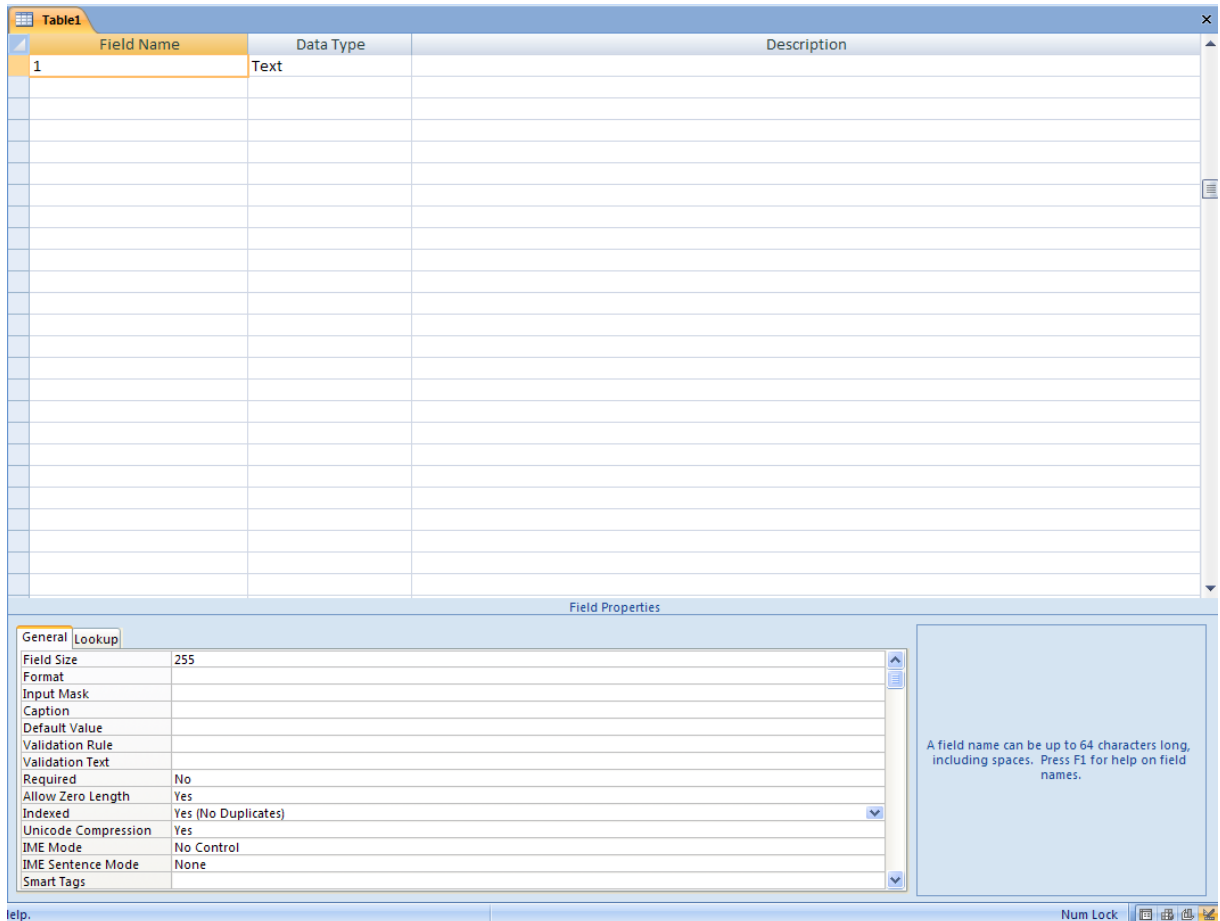 Table1
Field Name Data Type Description
1 Text
Field Properties
General Lookup
Field Size 255
Format
Input Mask
Caption
Default Value
Validation Rule
Validation Text
Required No
Allow Zero Length Yes
Indexed Yes (No Duplicates)
Unicode Compression Yes
IME Mode No Control
IME Sentence Mode None
Smart Tags
A field name can be up to 64 characters long,
including spaces. Press F1 for help on field
names.
lelp. Num Lock